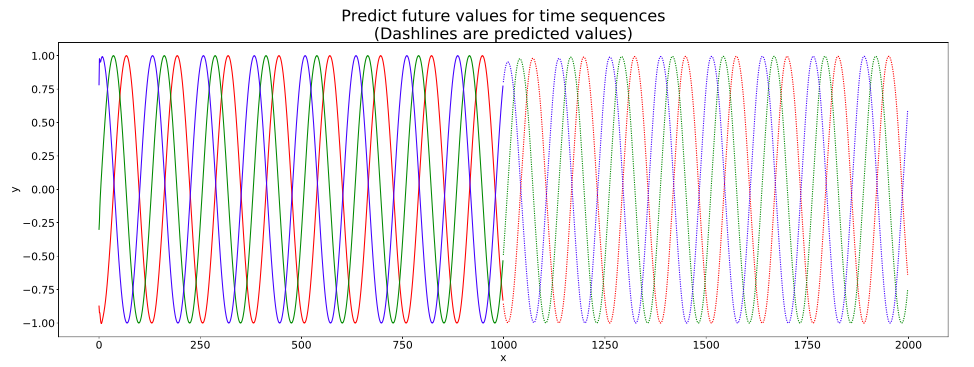 Predict future values for time sequences
(Dashlines are predicted values)
1.00
0.75
0.50
0.25
0.00
−0.25
−0.50
−0.75
−1.00
y
0 250 500 750 1000 1250 1500 1750 2000
x